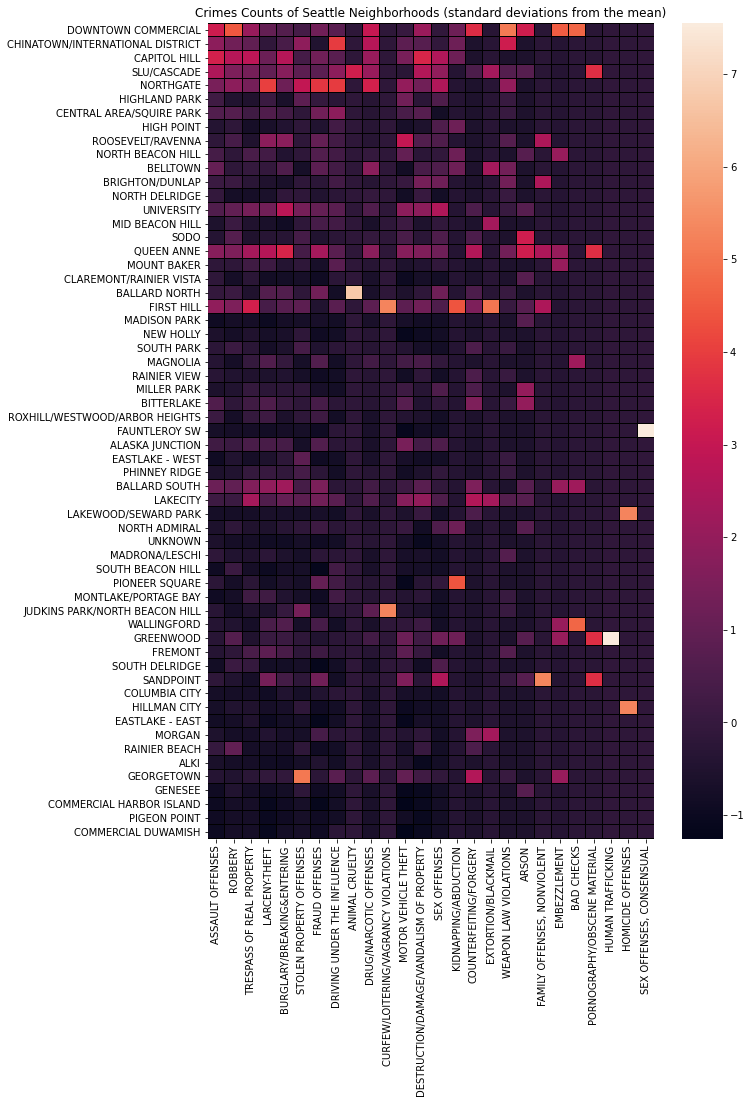 Crimes Counts of Seattle Neighborhoods (standard deviations from the mean)
DOWNTOWN COMMERCIAL
CHINATOWN/INTERNATIONAL DISTRICT
CAPITOL HILL
SLU/CASCADE
NORTHGATE
HIGHLAND PARK
CENTRAL AREA/SQUIRE PARK
HIGH POINT
ROOSEVELT/RAVENNA
NORTH BEACON HILL
BELLTOWN
BRIGHTON/DUNLAP
NORTH DELRIDGE
UNIVERSITY
MID BEACON HILL
SODO
QUEEN ANNE
MOUNT BAKER
CLAREMONT/RAINIER VISTA
BALLARD NORTH
FIRST HILL
MADISON PARK
NEW HOLLY
SOUTH PARK
MAGNOLIA
RAINIER VIEW
MILLER PARK
BITTERLAKE
ROXHILL/WESTWOOD/ARBOR HEIGHTS
FAUNTLEROY SW
ALASKA JUNCTION
EASTLAKE - WEST
PHINNEY RIDGE
BALLARD SOUTH
LAKECITY
LAKEWOOD/SEWARD PARK
NORTH ADMIRAL
UNKNOWN
MADRONA/LESCHI
SOUTH BEACON HILL
PIONEER SQUARE
MONTLAKE/PORTAGE BAY
JUDKINS PARK/NORTH BEACON HILL
WALLINGFORD
GREENWOOD
FREMONT
SOUTH DELRIDGE
SANDPOINT
COLUMBIA CITY
HILLMAN CITY
EASTLAKE - EAST
MORGAN
RAINIER BEACH
ALKI
GEORGETOWN
GENESEE
COMMERCIAL HARBOR ISLAND
PIGEON POINT
COMMERCIAL DUWAMISH
ASSAULT OFFENSES
ROBBERY
TRESPASS OF REAL PROPERTY
LARCENY-THEFT
BURGLARY/BREAKING&ENTERING
STOLEN PROPERTY OFFENSES
FRAUD OFFENSES
DRIVING UNDER THE INFLUENCE
ANIMAL CRUELTY
DRUG/NARCOTIC OFFENSES
CURFEW/LOITERING/VAGRANCY VIOLATIONS
MOTOR VEHICLE THEFT
DESTRUCTION/DAMAGE/VANDALISM OF PROPERTY
SEX OFFENSES
KIDNAPPING/ABDUCTION
COUNTERFEITING/FORGERY
EXTORTION/BLACKMAIL
WEAPON LAW VIOLATIONS
ARSON
FAMILY OFFENSES, NONVIOLENT
EMBEZZLEMENT
BAD CHECKS
PORNOGRAPHY/OBSCENE MATERIAL
HUMAN TRAFFICKING
HOMICIDE OFFENSES
SEX OFFENSES, CONSENSUAL
7
6
5
4
3
2
1
0
−1